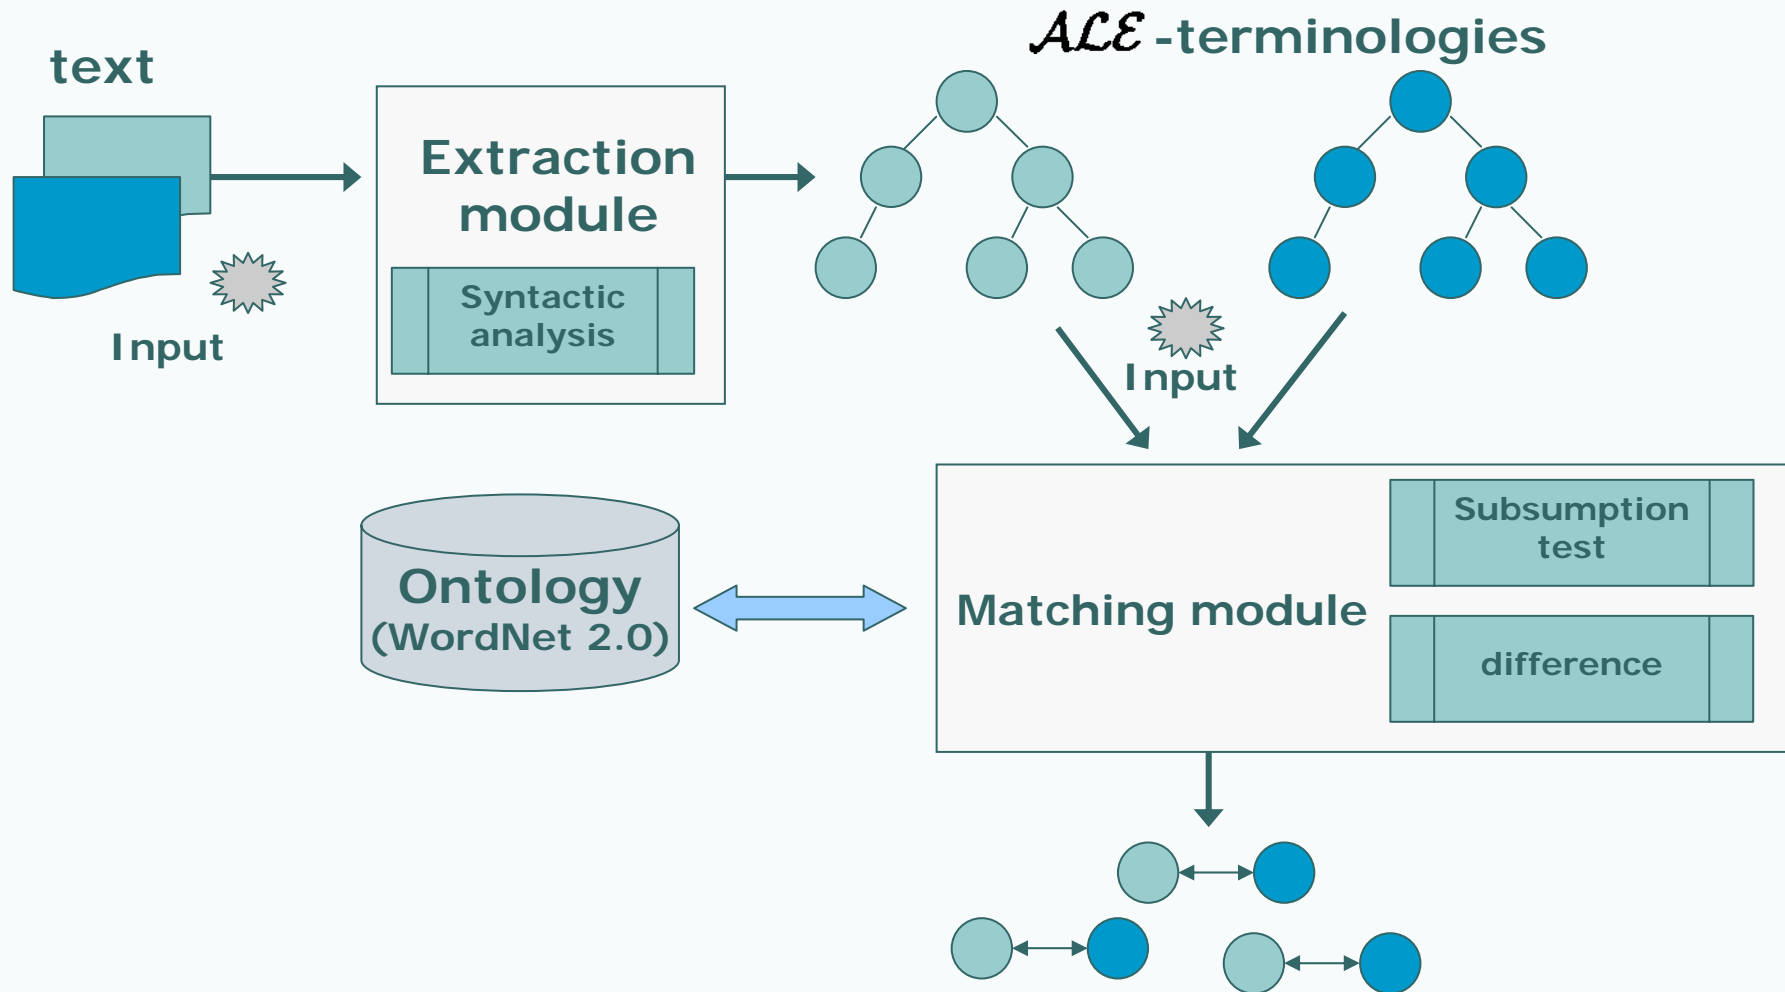 text
𝒜ℒℰ -terminologies
Extraction
module
Syntactic
analysis
Input
Input
Subsumption
test
Ontology
(WordNet 2.0)
Matching module
difference